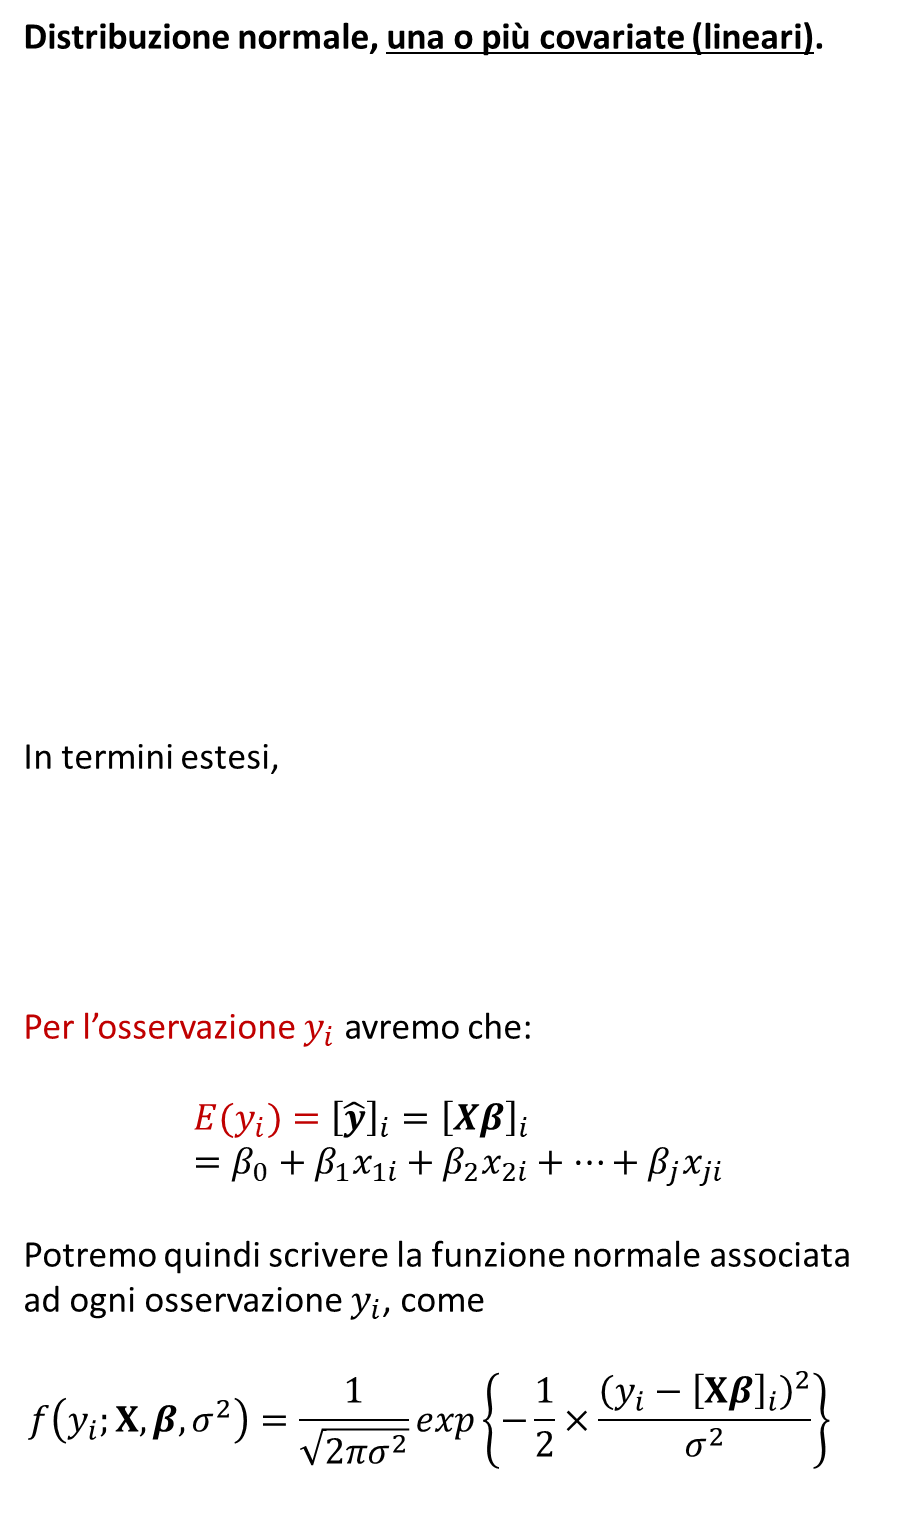 Distribuzione normale, una o più covariate (lineari).
In termini estesi,
Per l’osservazione 𝑦ᵢ avremo che:
𝐸(𝑦ᵢ) = [𝐲̂]ᵢ = [𝑿𝜷]ᵢ
= 𝛽₀ + 𝛽₁𝑥₁ᵢ + 𝛽₂𝑥₂ᵢ + ⋯ + 𝛽ⱼ𝑥ⱼᵢ
Potremo quindi scrivere la funzione normale associata
ad ogni osservazione 𝑦ᵢ, come
𝑓(𝑦ᵢ; 𝐗, 𝜷, 𝜎²) = 1/√(2𝜋𝜎²) 𝑒𝑥𝑝{−1/2 × (𝑦ᵢ − [𝐗𝜷]ᵢ)²/𝜎²}